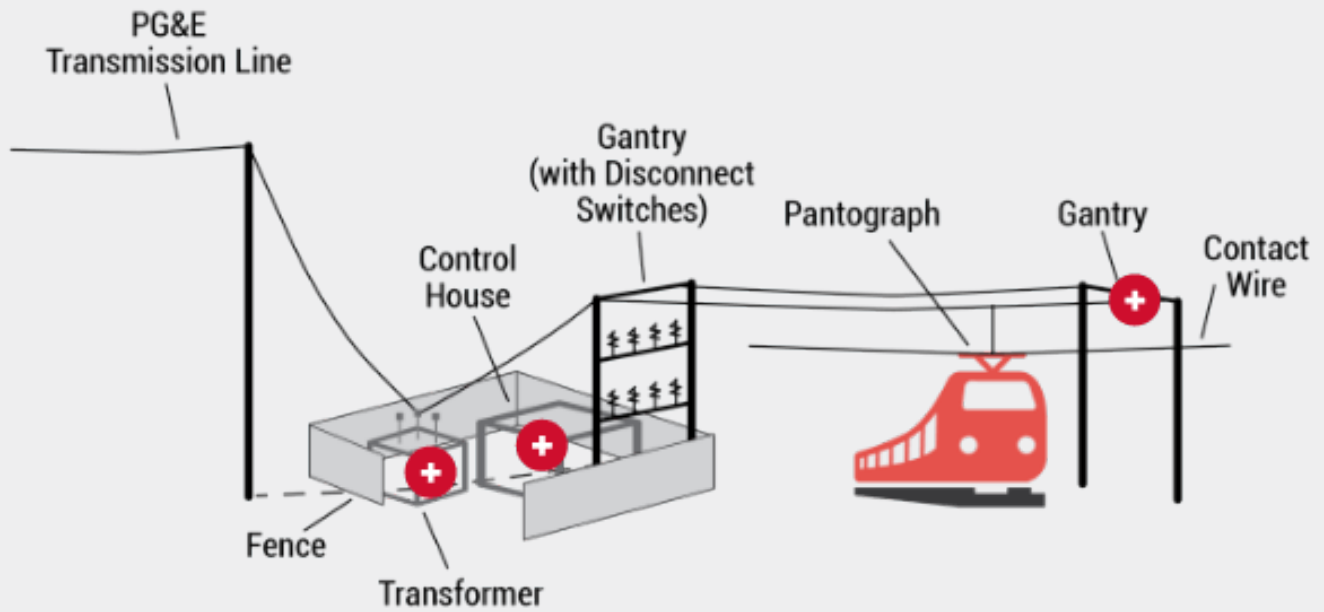 PG&E
Transmission Line
Gantry
(with Disconnect
Switches)
Pantograph
Gantry
Contact
Wire
Control
House
Fence
Transformer